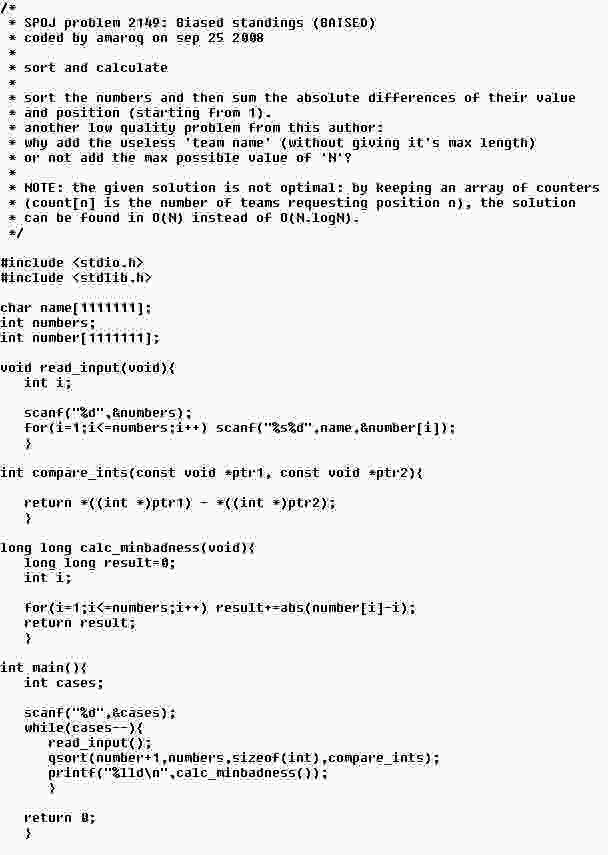 /*
 * SPOJ problem 2149: Biased standings (BAISED)
 * coded by amaroq on sep 25 2008
 *
 * sort and calculate
 *
 * sort the numbers and then sum the absolute differences of their value
 * and position (starting from 1).
 * another low quality problem from this author:
 * why add the useless 'team name' (without giving it's max length)
 * or not add the max possible value of 'N'?
 *
 * NOTE: the given solution is not optimal: by keeping an array of counters
 * (count[n] is the number of teams requesting position n), the solution
 * can be found in O(N) instead of O(N.logN).
 */

#include <stdio.h>
#include <stdlib.h>

char name[1111111];
int numbers;
int number[1111111];

void read_input(void){
   int i;

   scanf("%d",&numbers);
   for(i=1;i<=numbers;i++) scanf("%s%d",name,&number[i]);
   }

int compare_ints(const void *ptr1, const void *ptr2){

   return *((int *)ptr1) - *((int *)ptr2);
   }

long long calc_minbadness(void){
   long long result=0;
   int i;

   for(i=1;i<=numbers;i++) result+=abs(number[i]-i);
   return result;
   }

int main(){
   int cases;

   scanf("%d",&cases);
   while(cases--){
      read_input();
      qsort(number+1,numbers,sizeof(int),compare_ints);
      printf("%lld\n",calc_minbadness());
      }

   return 0;
   }